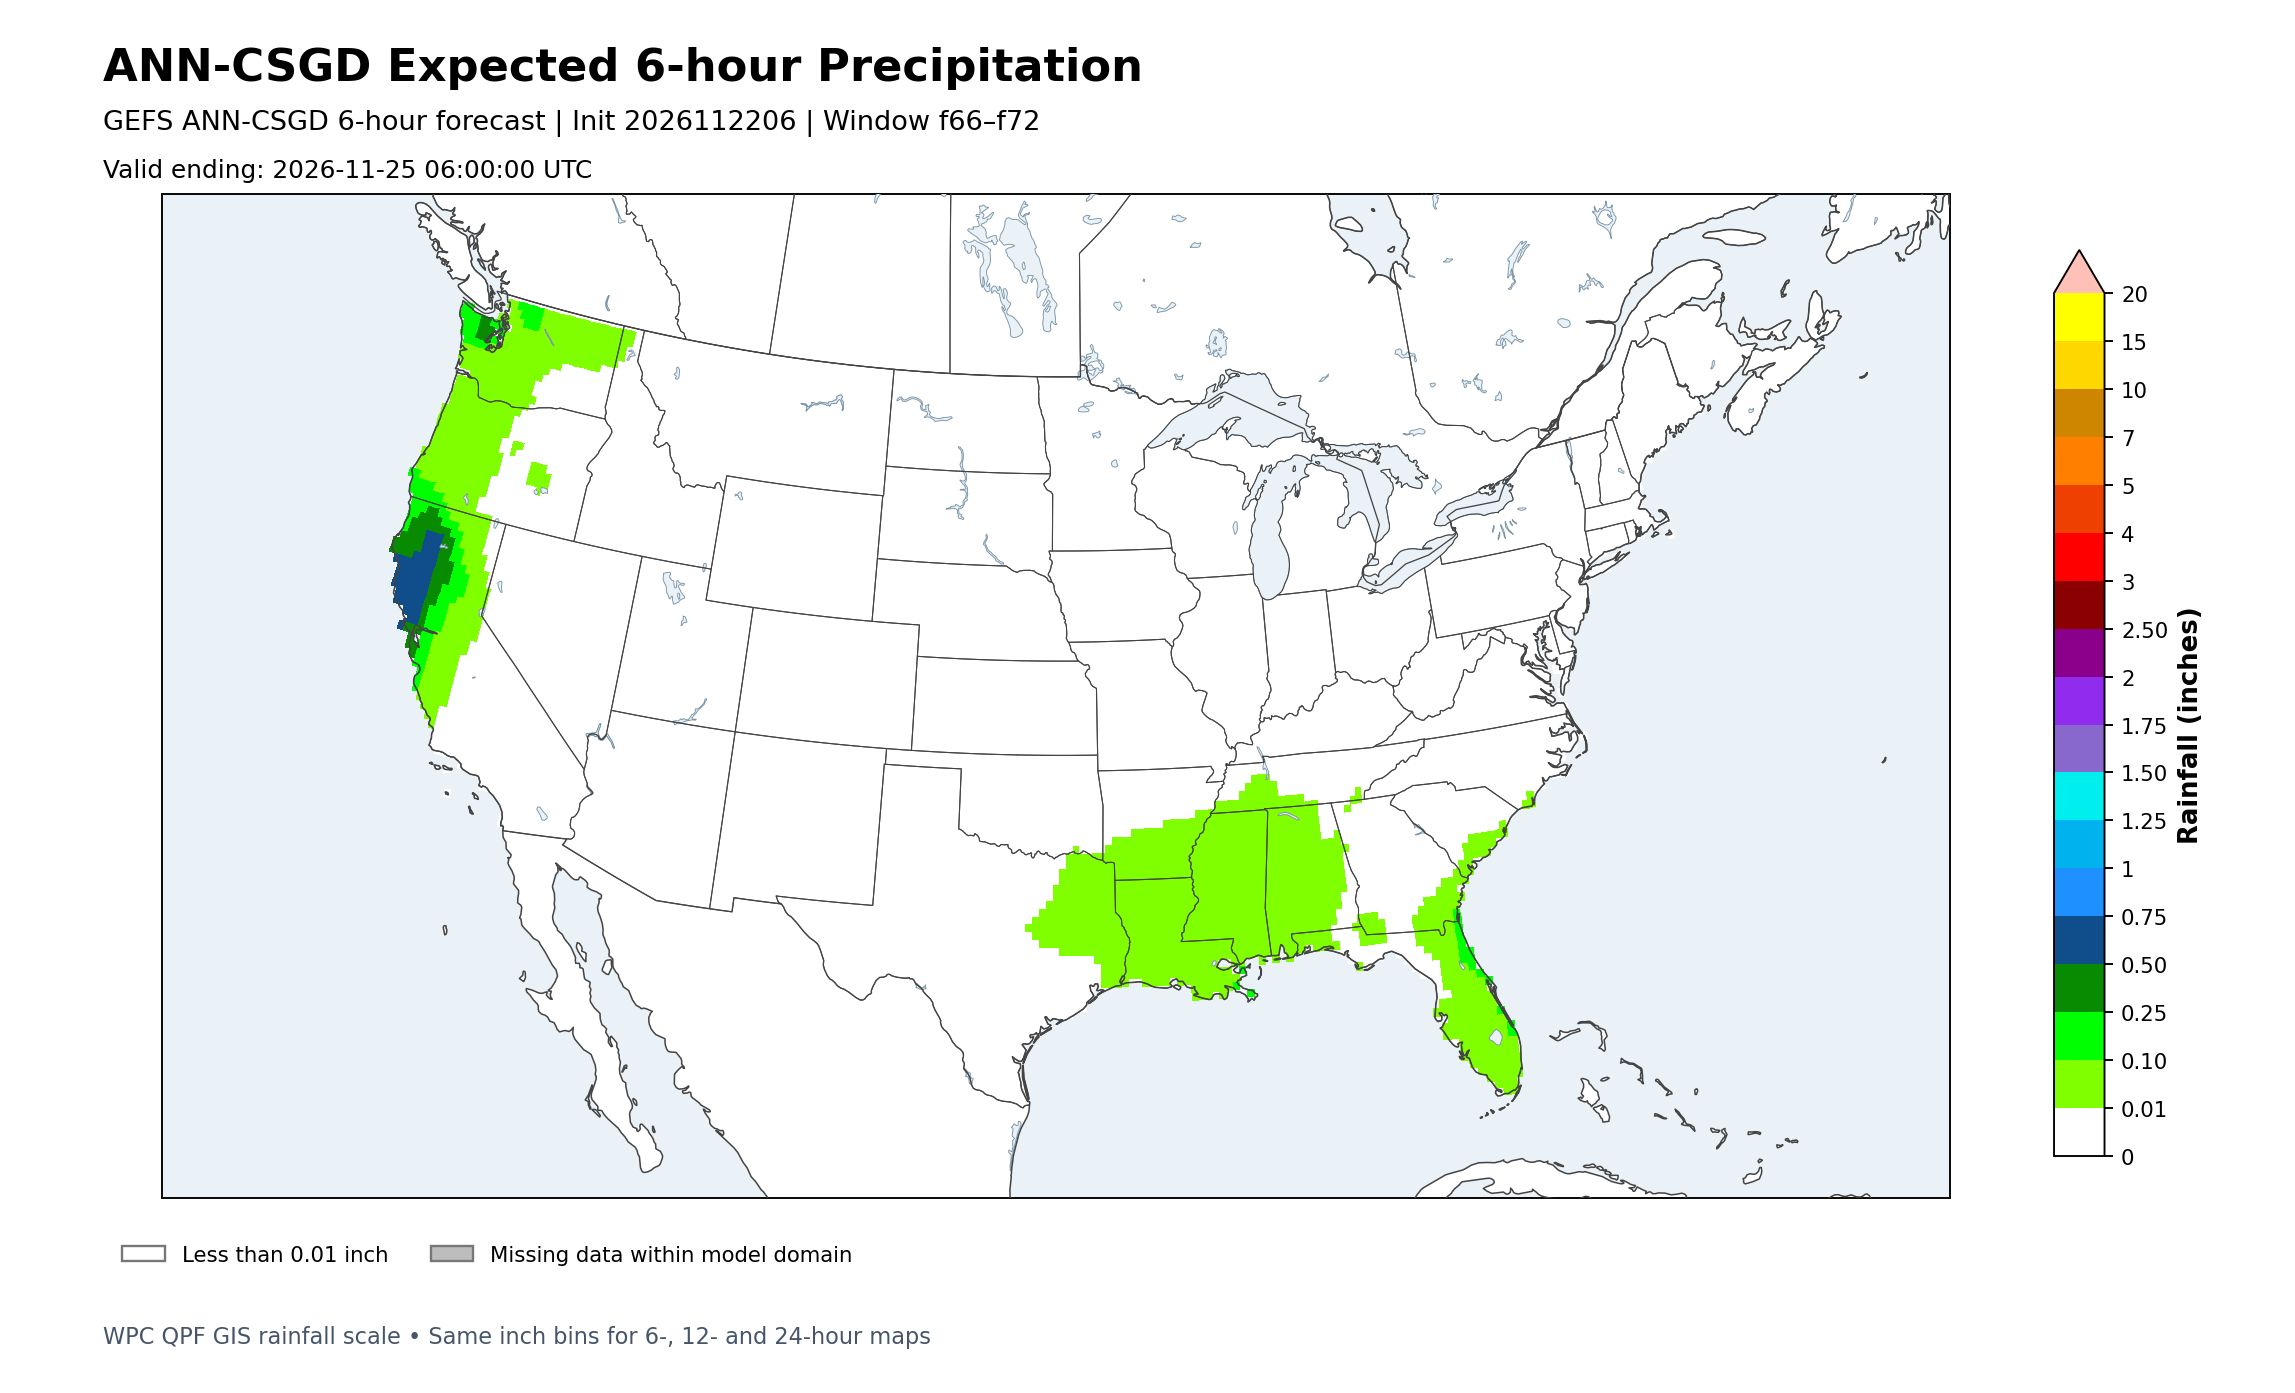 ANN-CSGD Expected 6-hour Precipitation
GEFS ANN-CSGD 6-hour forecast | Init 2026112206 | Window f66–f72
Valid ending: 2026-11-25 06:00:00 UTC
20
15
10
7
5
4
3
2.50
2
1.75
1.50
1.25
1
0.75
0.50
0.25
0.10
0.01
0
Rainfall (inches)
Less than 0.01 inch
Missing data within model domain
WPC QPF GIS rainfall scale • Same inch bins for 6-, 12- and 24-hour maps